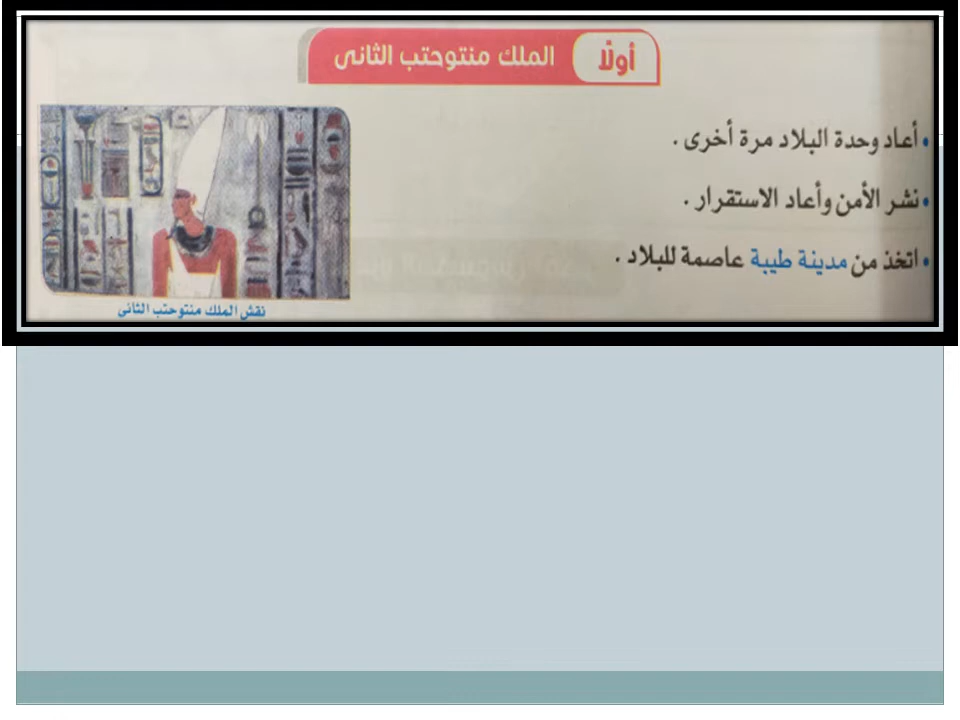 أولًا الملك منتوحتب الثانى
• أعاد وحدة البلاد مرة أخرى .
• نشر الأمن وأعاد الاستقرار .
• اتخذ من مدينة طيبة عاصمة للبلاد .
نقش الملك منتوحتب الثانى